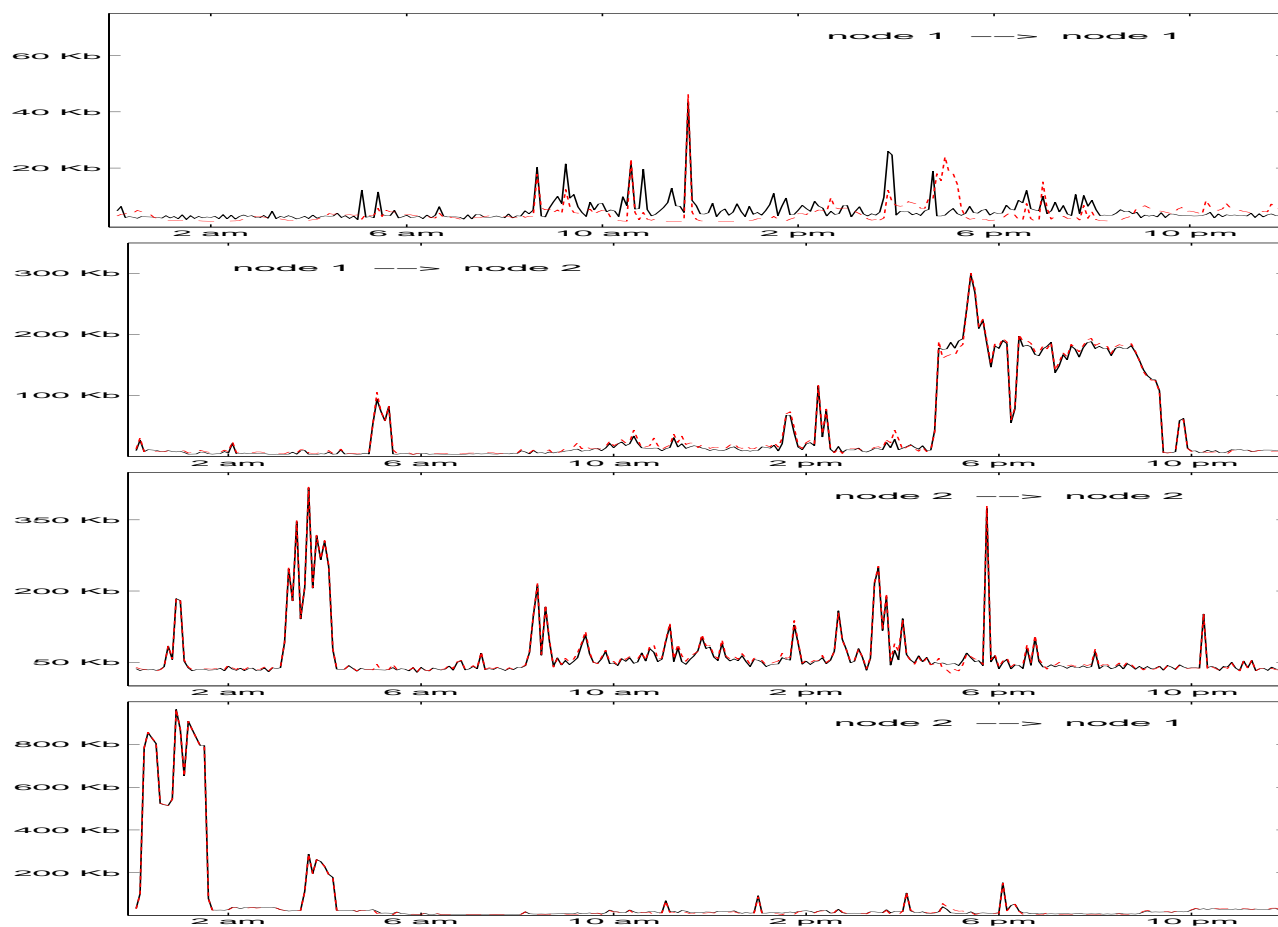 node 1 --> node 1
60 Kb
40 Kb
20 Kb
2 am 6 am 10 am 2 pm 6 pm 10 pm
node 1 --> node 2
300 Kb
200 Kb
100 Kb
2 am 6 am 10 am 2 pm 6 pm 10 pm
node 2 --> node 2
350 Kb
200 Kb
50 Kb
2 am 6 am 10 am 2 pm 6 pm 10 pm
node 2 --> node 1
800 Kb
600 Kb
400 Kb
200 Kb
2 am 6 am 10 am 2 pm 6 pm 10 pm